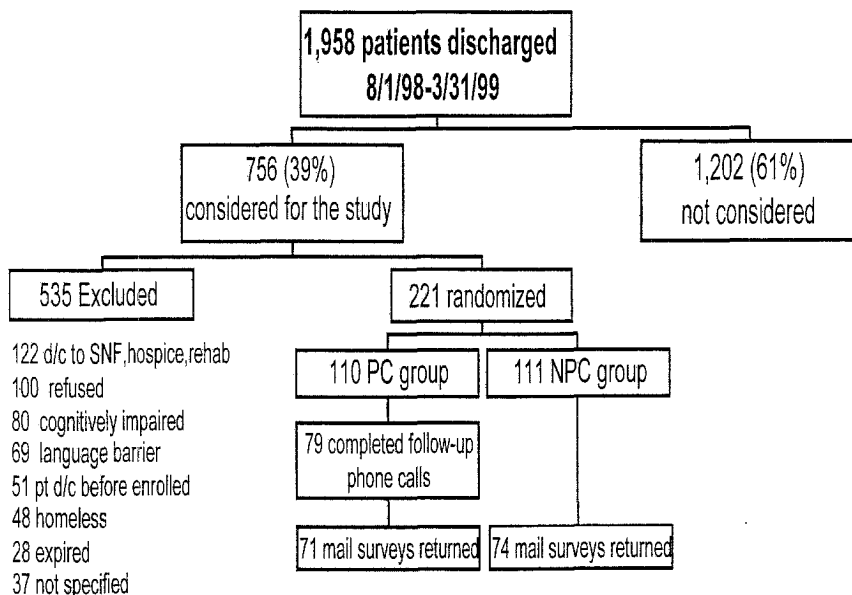 1,958 patients discharged
8/1/98-3/31/99
756 (39%)
considered for the study
1,202 (61%)
not considered
535 Excluded
221 randomized
122 d/c to SNF,hospice,rehab
100 refused
80 cognitively impaired
69 language barrier
51 pt d/c before enrolled
48 homeless
28 expired
37 not specified
110 PC group
111 NPC group
79 completed follow-up
phone calls
71 mail surveys returned
74 mail surveys returned